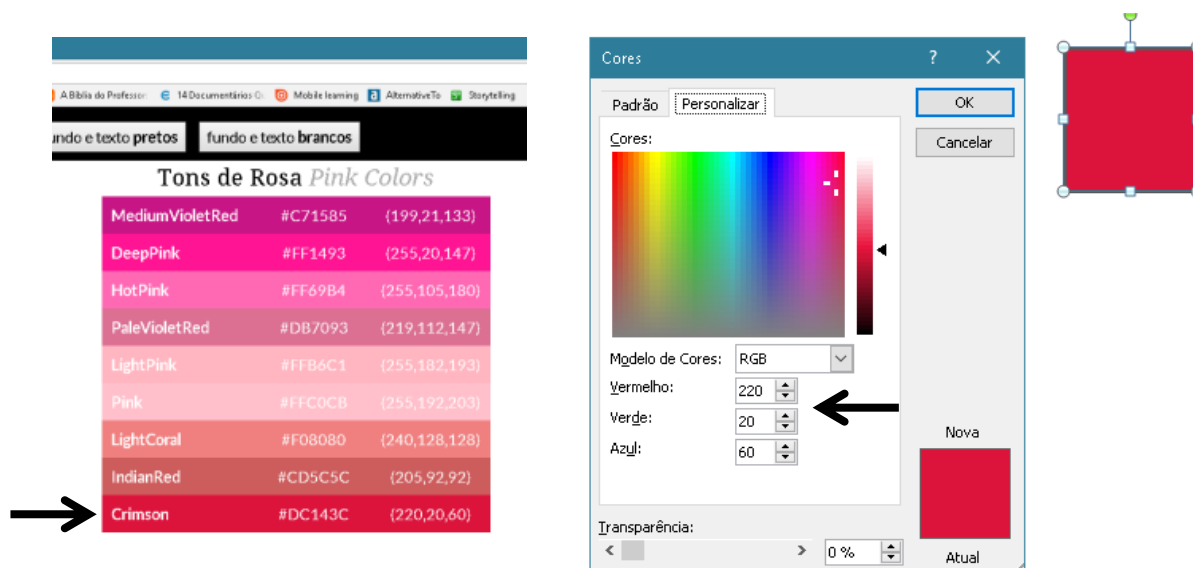 A Bíblia do Professor
14 Documentários
Mobile learning
AlternativeTo
Storytelling
undo e texto pretos
fundo e texto brancos
Tons de Rosa Pink Colors
MediumVioletRed #C71585 (199,21,133)
DeepPink #FF1493 (255,20,147)
HotPink #FF69B4 (255,105,180)
PaleVioletRed #DB7093 (219,112,147)
LightPink #FFB6C1 (255,182,193)
Pink #FFC0CB (255,192,203)
LightCoral #F08080 (240,128,128)
IndianRed #CD5C5C (205,92,92)
Crimson #DC143C (220,20,60)
Cores ? ×
Padrão Personalizar
OK
Cancelar
Cores:
Modelo de Cores: RGB
Vermelho: 220
Verde: 20
Azul: 60
Transparência:
0 %
Nova
Atual